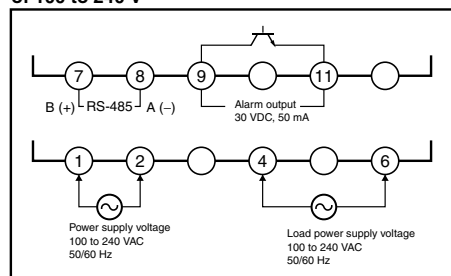 100 to 240 V
7 8 9 11
B (+) RS-485 A (−)
Alarm output
30 VDC, 50 mA
1 2 4 6
Power supply voltage
100 to 240 VAC
50/60 Hz
Load power supply voltage
100 to 240 VAC
50/60 Hz